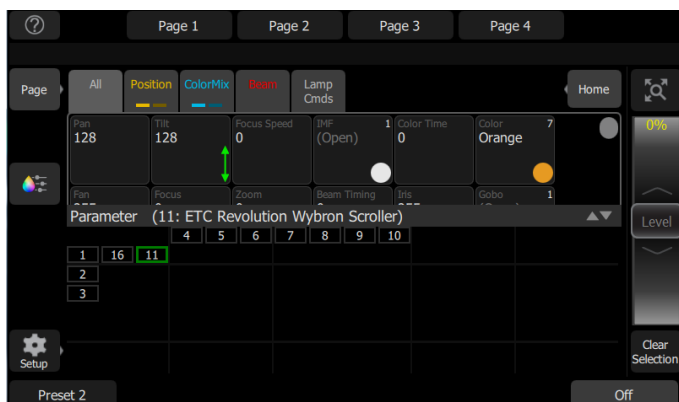 ?
Page 1 Page 2 Page 3 Page 4
Page All Position ColorMix Beam Lamp Cmds Home
Pan Tilt Focus Speed IMF 1 Color Time Color 7
128 128 0 (Open) 0 Orange
0%
Fan Focus Zoom Beam Timing Iris Gobo 1
Parameter (11: ETC Revolution Wybron Scroller)
Level
4 5 6 7 8 9 10
1 16 11
2
3
Setup
Clear Selection
Preset 2 Off